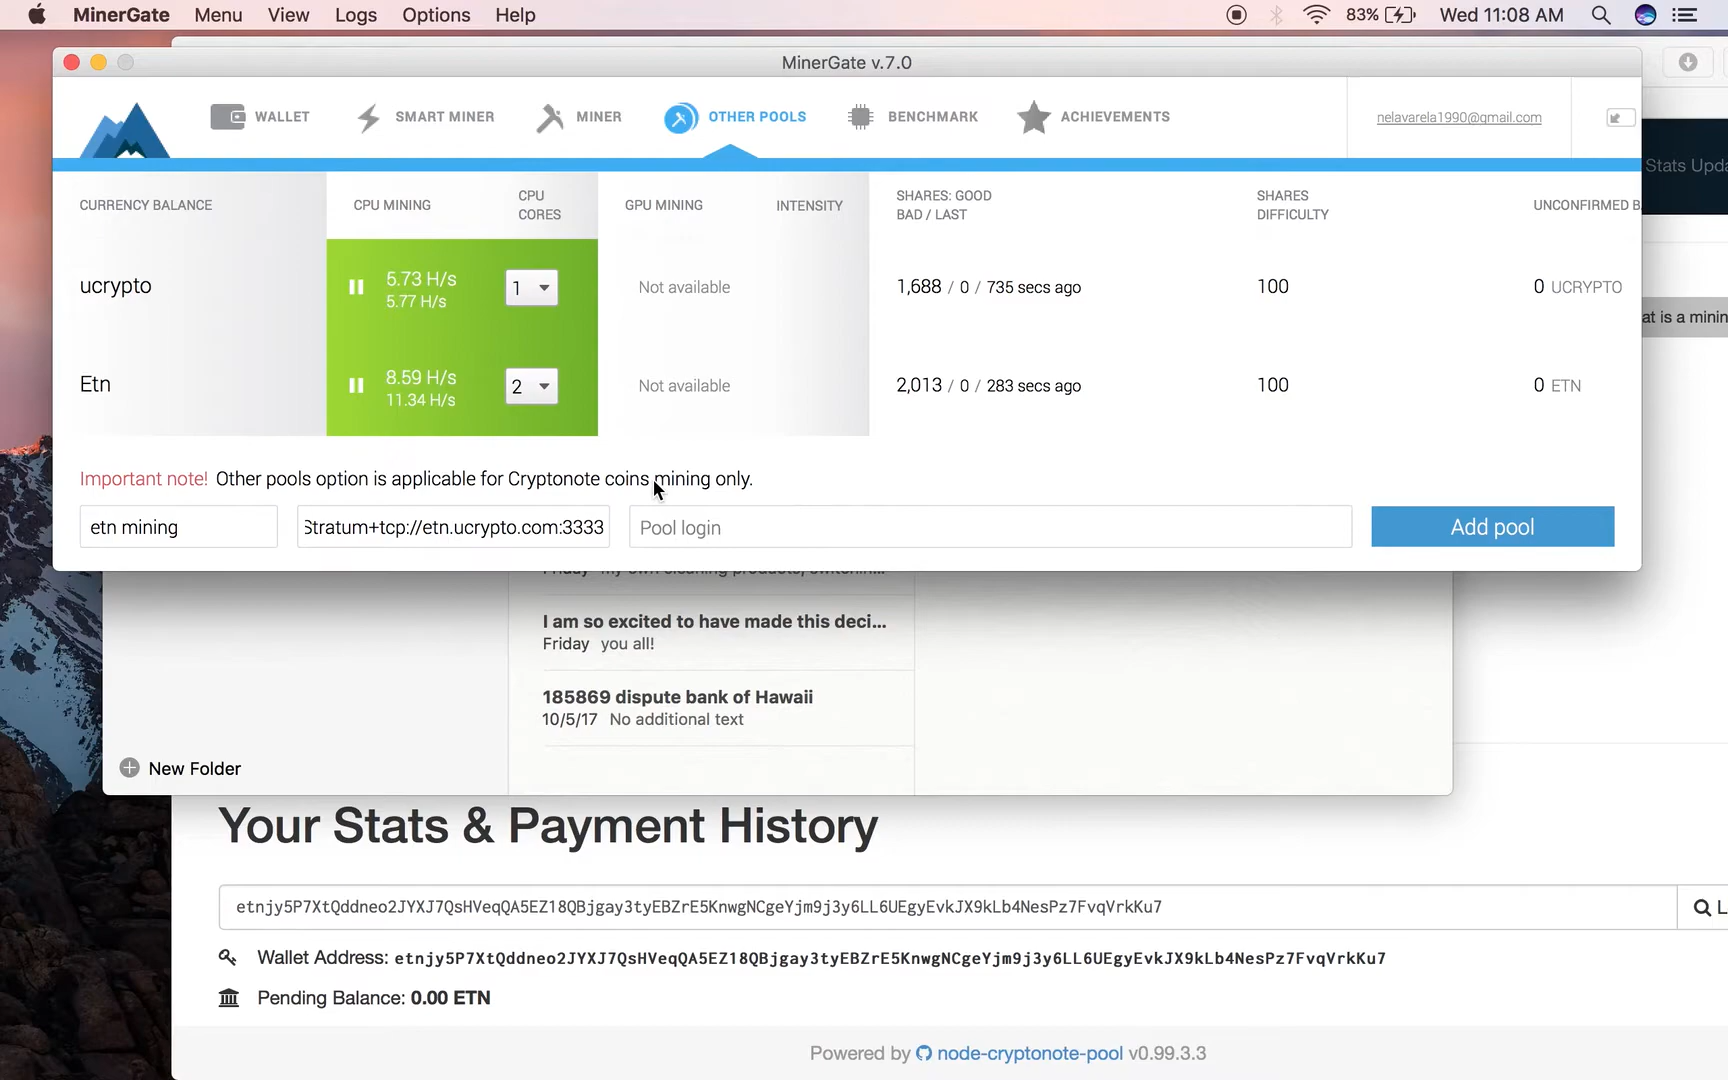 MinerGate Menu View Logs Options Help 83% Wed 11:08 AM
MinerGate v.7.0
WALLET SMART MINER MINER OTHER POOLS BENCHMARK ACHIEVEMENTS nelavarela1990@gmail.com
Stats Upda
CURRENCY BALANCE CPU MINING CPU CORES GPU MINING INTENSITY SHARES: GOOD BAD / LAST SHARES DIFFICULTY UNCONFIRMED B
ucrypto 5.73 H/s 1 Not available 1,688 / 0 / 735 secs ago 100 0 UCRYPTO
5.77 H/s
at is a minin
Etn 8.59 H/s 2 Not available 2,013 / 0 / 283 secs ago 100 0 ETN
11.34 H/s
Important note! Other pools option is applicable for Cryptonote coins mining only.
etn mining Stratum+tcp://etn.ucrypto.com:3333 Pool login Add pool
I am so excited to have made this deci...
Friday you all!
185869 dispute bank of Hawaii
10/5/17 No additional text
New Folder
Your Stats & Payment History
etnjy5P7XtQddneo2JYXJ7QsHVeqQA5EZ18QBjgay3tyEBZrE5KnwgNCgeYjm9j3y6LL6UEgyEvkJX9kLb4NesPz7FvqVrkKu7 L
Wallet Address: etnjy5P7XtQddneo2JYXJ7QsHVeqQA5EZ18QBjgay3tyEBZrE5KnwgNCgeYjm9j3y6LL6UEgyEvkJX9kLb4NesPz7FvqVrkKu7
Pending Balance: 0.00 ETN
Powered by node-cryptonote-pool v0.99.3.3